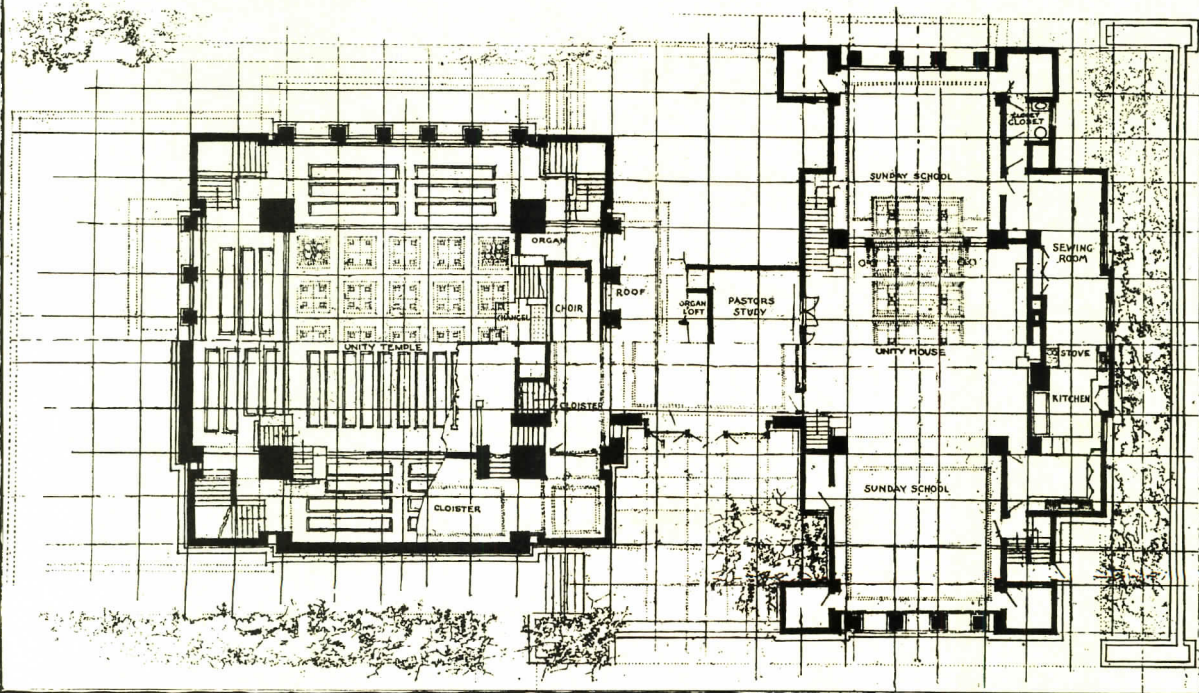 ORGAN
CHOIR
CHANCEL
UNITY TEMPLE
CLOISTER
CLOISTER
ROOF
ORGAN
LOFT
PASTORS
STUDY
SUNDAY SCHOOL
CLOSET
SEWING
ROOM
UNITY HOUSE
STOVE
KITCHEN
SUNDAY SCHOOL